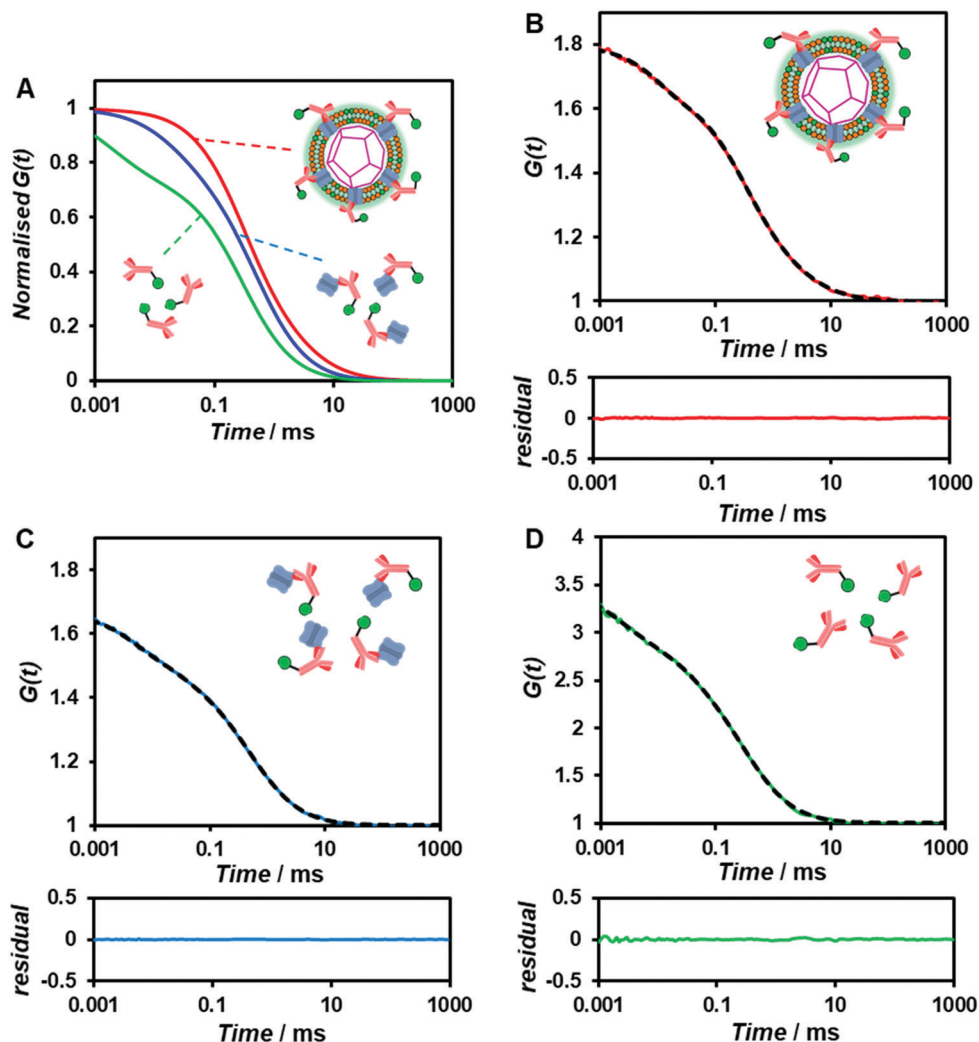 A
Normalised G(t)
1
0.8
0.6
0.4
0.2
0
0.001 0.1 10 1000
Time / ms
B
G(t)
1.8
1.6
1.4
1.2
1
0.001 0.1 10 1000
Time / ms
residual
0.5
0
-0.5
0.001 0.1 10 1000
Time / ms
C
G(t)
1.8
1.6
1.4
1.2
1
0.001 0.1 10 1000
Time / ms
residual
0.5
0
-0.5
0.001 0.1 10 1000
Time / ms
D
G(t)
4
3.5
3
2.5
2
1.5
1
0.001 0.1 10 1000
Time / ms
residual
0.5
0
-0.5
0.001 0.1 10 1000
Time / ms